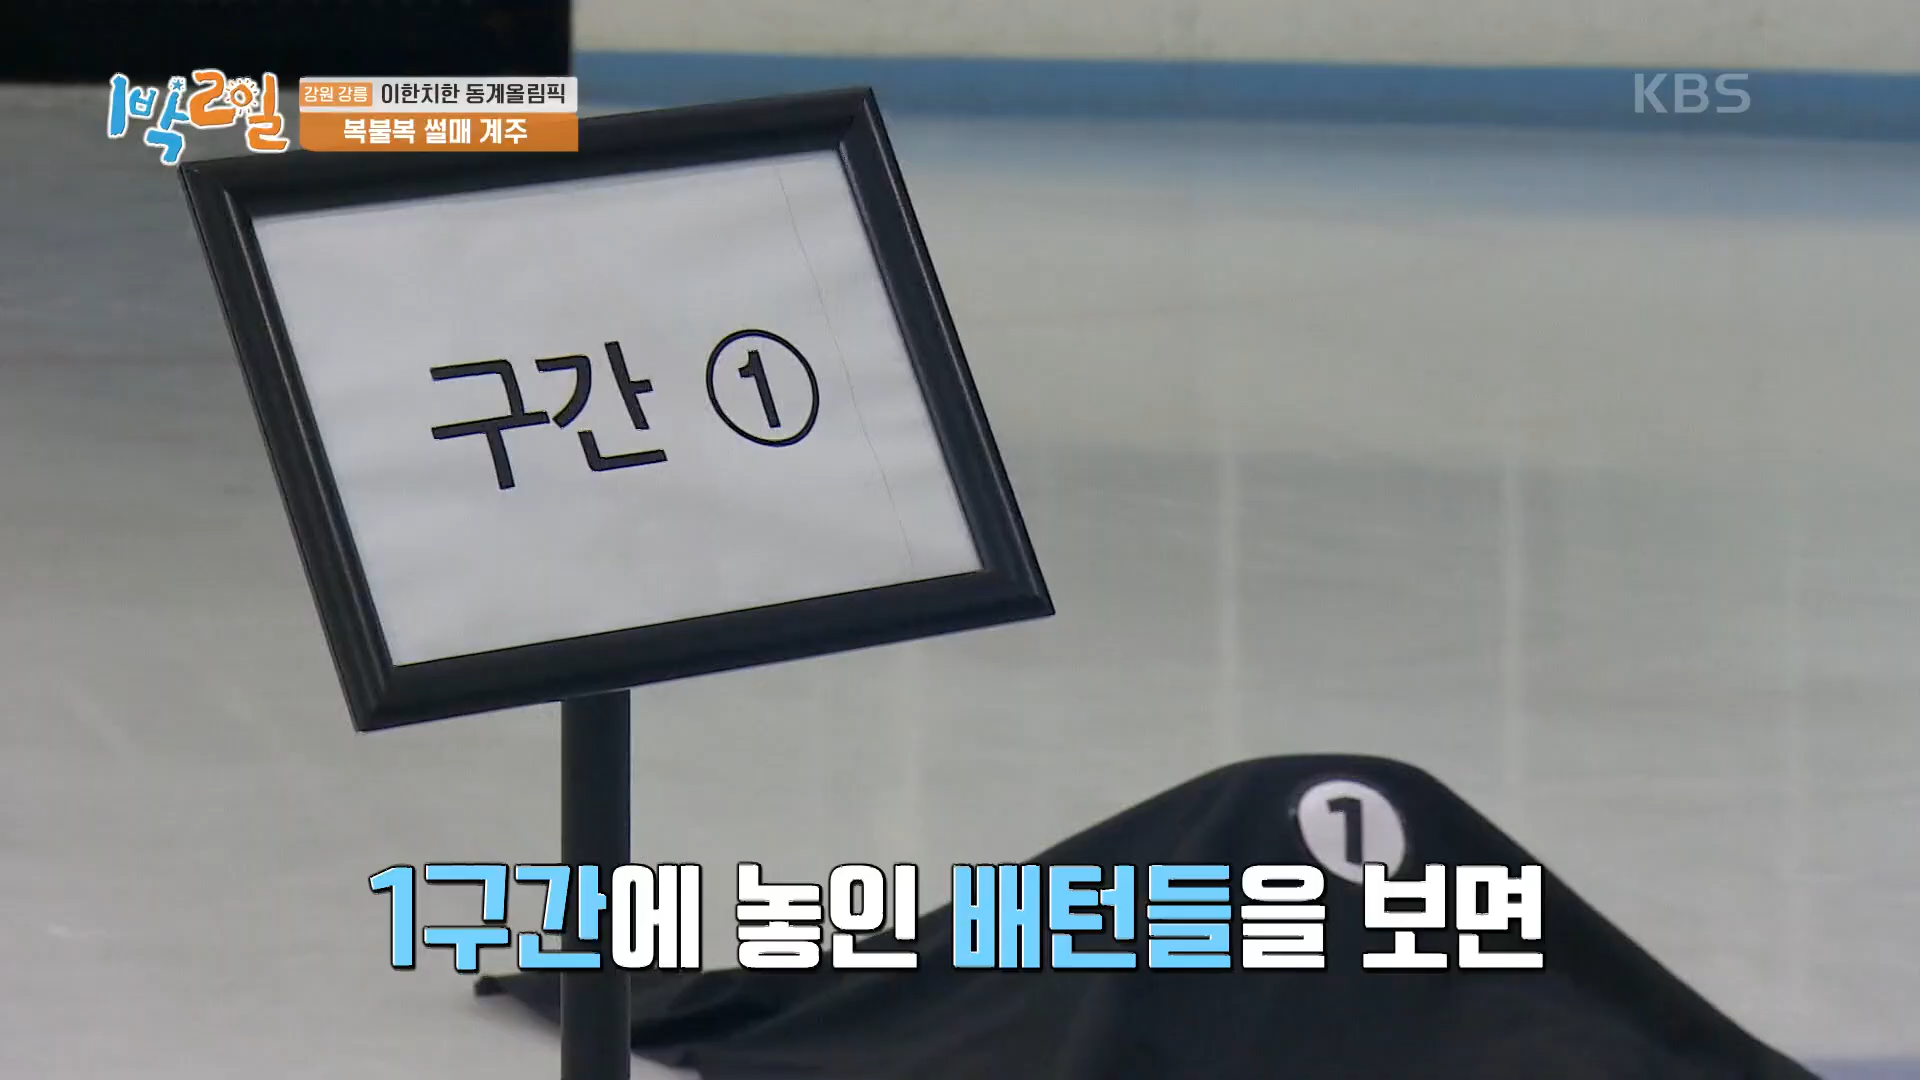 1박2일
강원 강릉 이한치한 동계올림픽
복불복 썰매 계주
KBS
구간 ①
1
1구간에 놓인 배턴들을 보면